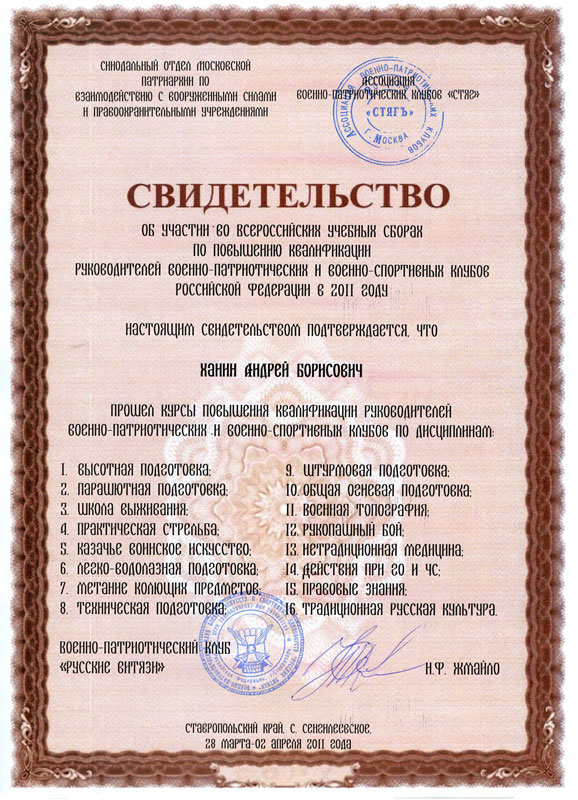 СИНОДАЛЬНЫЙ ОТДЕЛ МОСКОВСКОЙ
ПАТРИАРХИИ ПО
ВЗАИМОДЕЙСТВИЮ С ВООРУЖЕННЫМИ СИЛАМИ
И ПРАВООХРАНИТЕЛЬНЫМИ УЧРЕЖДЕНИЯМИ
АССОЦИАЦИЯ
ВОЕННО-ПАТРИОТИЧЕСКИХ КЛУБОВ «СТЯГ»
АССОЦИАЦИЯ ВОЕННО-ПАТРИОТИЧЕСКИХ КЛУБОВ
«СТЯГЪ»
Г. МОСКВА
СВИДЕТЕЛЬСТВО
ОБ УЧАСТИИ ВО ВСЕРОССИЙСКИХ УЧЕБНЫХ СБОРАХ
ПО ПОВЫШЕНИЮ КВАЛИФИКАЦИИ
РУКОВОДИТЕЛЕЙ ВОЕННО-ПАТРИОТИЧЕСКИХ И ВОЕННО-СПОРТИВНЫХ КЛУБОВ
РОССИЙСКОЙ ФЕДЕРАЦИИ В 2011 ГОДУ
НАСТОЯЩИМ СВИДЕТЕЛЬСТВОМ ПОДТВЕРЖДАЕТСЯ, ЧТО
ХАНИН АНДРЕЙ БОРИСОВИЧ
ПРОШЕЛ КУРСЫ ПОВЫШЕНИЯ КВАЛИФИКАЦИИ РУКОВОДИТЕЛЕЙ
ВОЕННО-ПАТРИОТИЧЕСКИХ И ВОЕННО-СПОРТИВНЫХ КЛУБОВ ПО ДИСЦИПЛИНАМ:
1. ВЫСОТНАЯ ПОДГОТОВКА;
2. ПАРАШЮТНАЯ ПОДГОТОВКА;
3. ШКОЛА ВЫЖИВАНИЯ;
4. ПРАКТИЧЕСКАЯ СТРЕЛЬБА;
5. КАЗАЧЬЕ ВОИНСКОЕ ИСКУССТВО;
6. ЛЕГКО-ВОДОЛАЗНАЯ ПОДГОТОВКА;
7. МЕТАНИЕ КОЛЮЩИХ ПРЕДМЕТОВ;
8. ТЕХНИЧЕСКАЯ ПОДГОТОВКА;
9. ШТУРМОВАЯ ПОДГОТОВКА;
10. ОБЩАЯ ОГНЕВАЯ ПОДГОТОВКА;
11. ВОЕННАЯ ТОПОГРАФИЯ;
12. РУКОПАШНЫЙ БОЙ;
13. НЕТРАДИЦИОННАЯ МЕДИЦИНА;
14. ДЕЙСТВИЯ ПРИ ГО И ЧС;
15. ПРАВОВЫЕ ЗНАНИЯ;
16. ТРАДИЦИОННАЯ РУССКАЯ КУЛЬТУРА.
ВОЕННО-ПАТРИОТИЧЕСКИЙ КЛУБ
«РУССКИЕ ВИТЯЗИ»
Н.Ф. ЖМАЙЛО
СТАВРОПОЛЬСКИЙ КРАЙ, С. СЕНГИЛЕЕВСКОЕ,
28 МАРТА-02 АПРЕЛЯ 2011 ГОДА